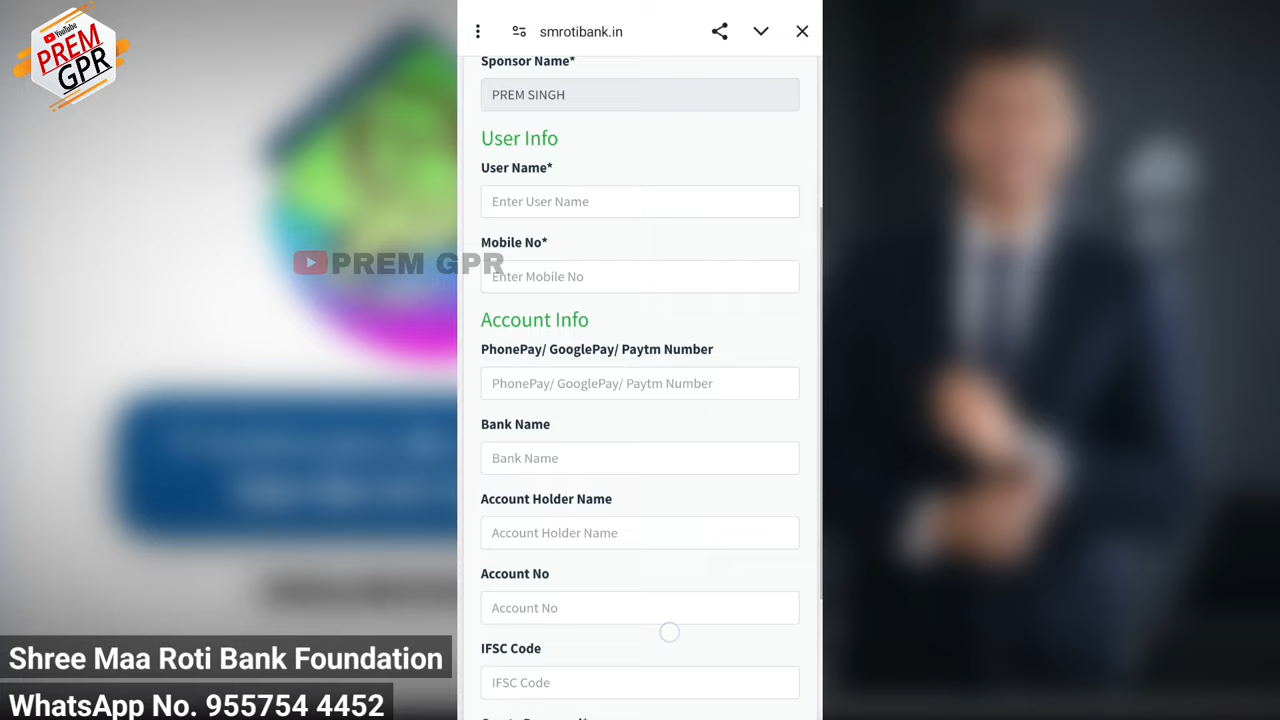 YouTube
PREM
GPR
smrotibank.in
Sponsor Name*
PREM SINGH
User Info
User Name*
Enter User Name
Mobile No*
PREM GPR
Enter Mobile No
Account Info
PhonePay/ GooglePay/ Paytm Number
PhonePay/ GooglePay/ Paytm Number
Bank Name
Bank Name
Account Holder Name
Account Holder Name
Account No
Account No
IFSC Code
IFSC Code
Shree Maa Roti Bank Foundation
WhatsApp No. 955754 4452